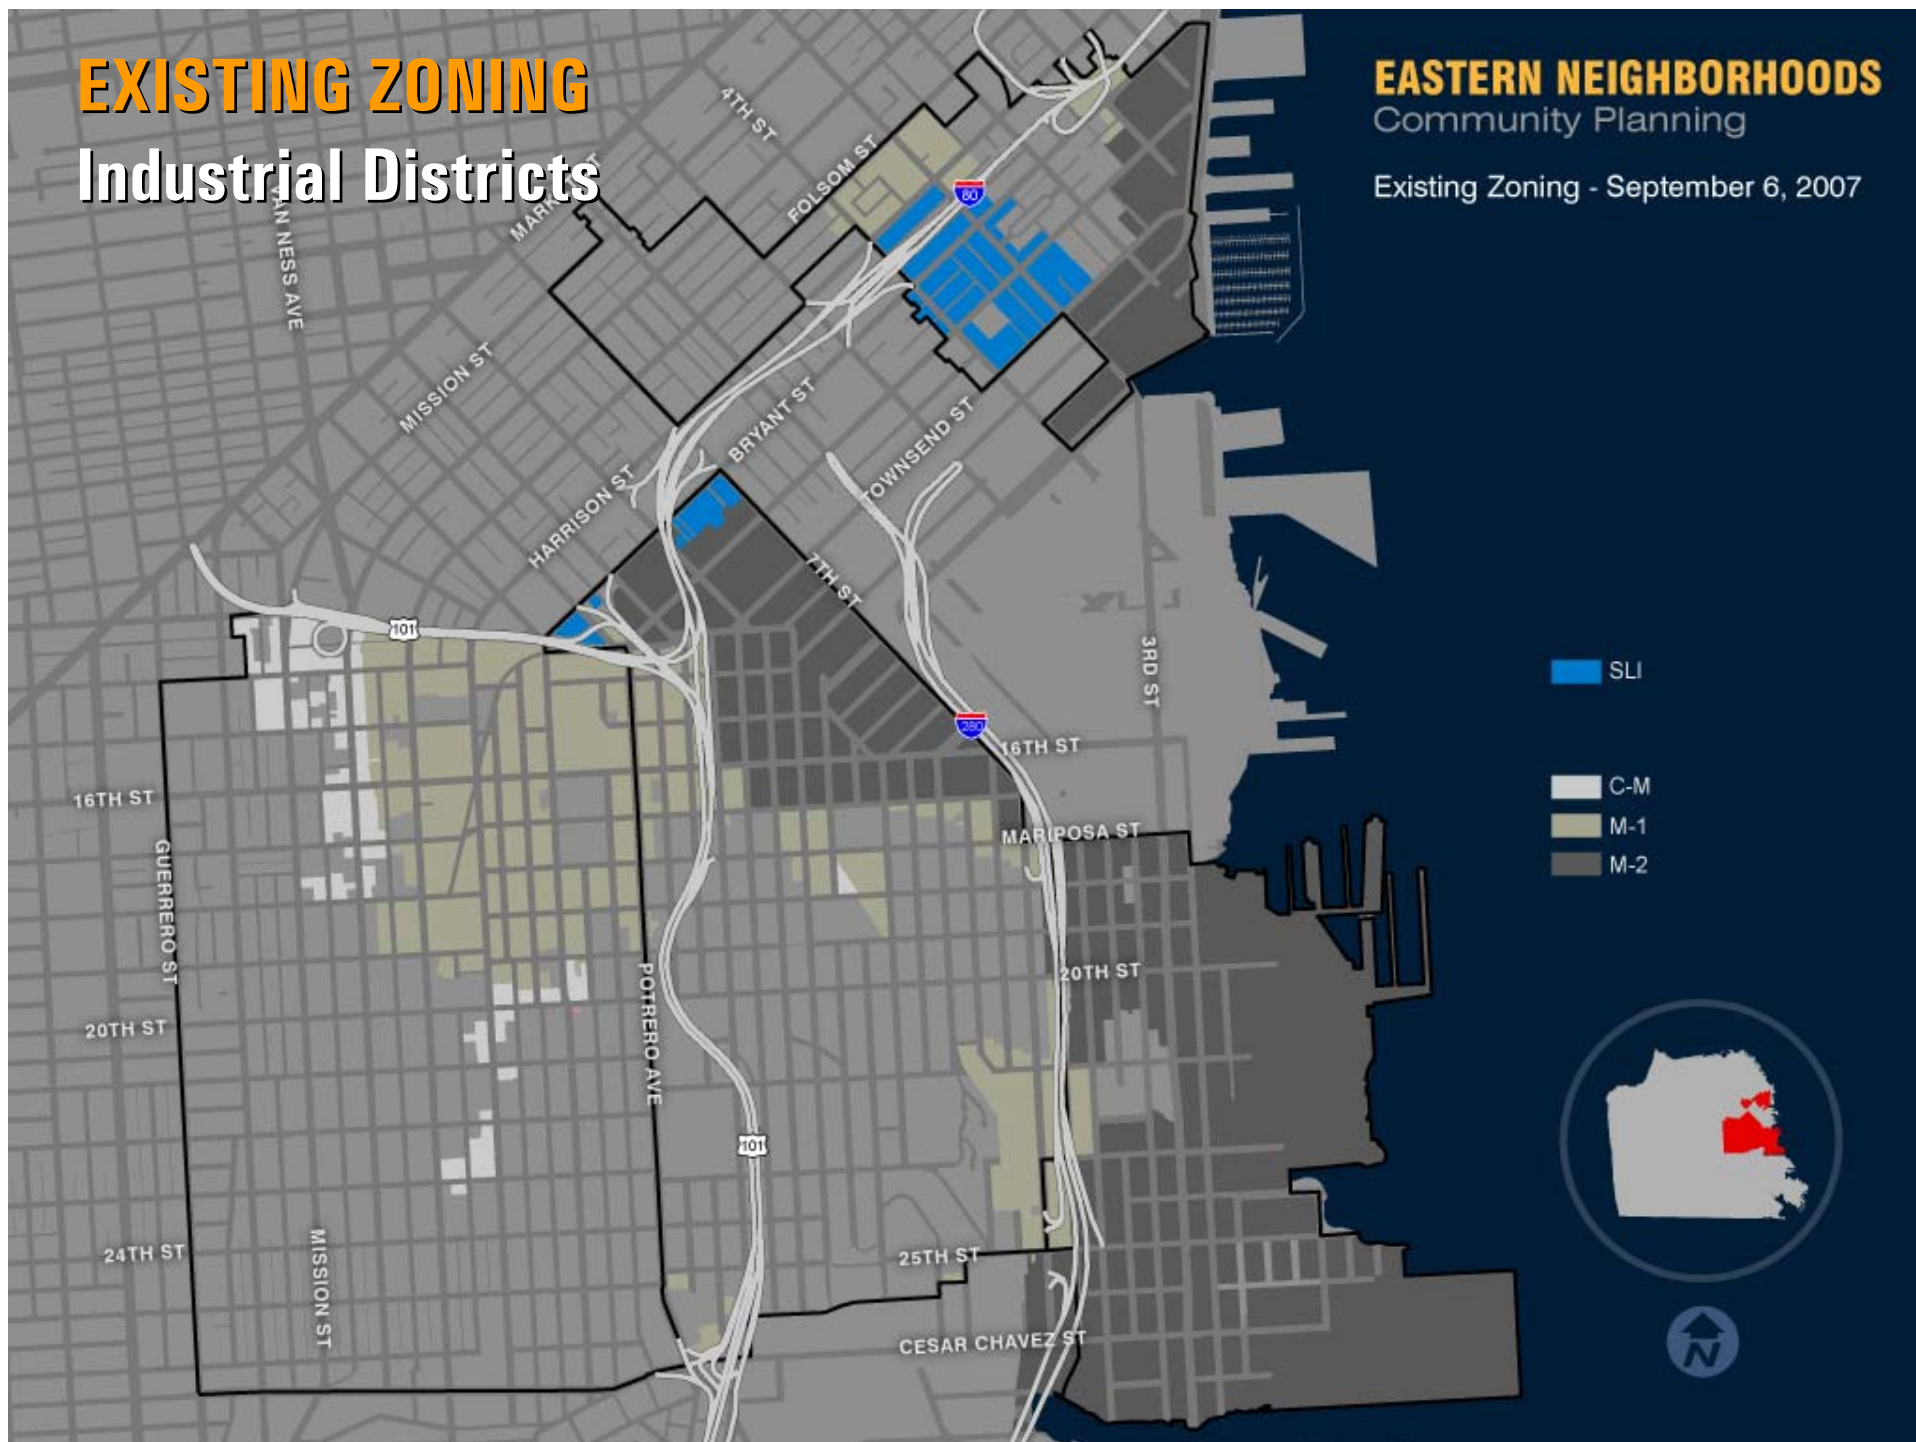 EXISTING ZONING
Industrial Districts
EASTERN NEIGHBORHOODS
Community Planning
Existing Zoning - September 6, 2007
4TH ST
FOLSOM ST
VAN NESS AVE
80
MISSION ST
BRYANT ST
TOWNSEND ST
HARRISON ST
7TH ST
101
3RD ST
SLI
280
16TH ST
16TH ST
C-M
M-1
M-2
MARIPOSA ST
GUERRERO ST
20TH ST
POTRERO AVE
20TH ST
101
24TH ST
MISSION ST
25TH ST
CESAR CHAVEZ ST
N